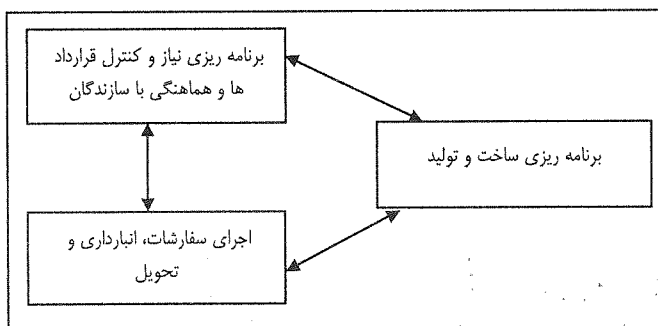 برنامه ریزی نیاز و کنترل قرارداد
ها و هماهنگی با سازندگان
برنامه ریزی ساخت و تولید
اجرای سفارشات، انبارداری و
تحویل